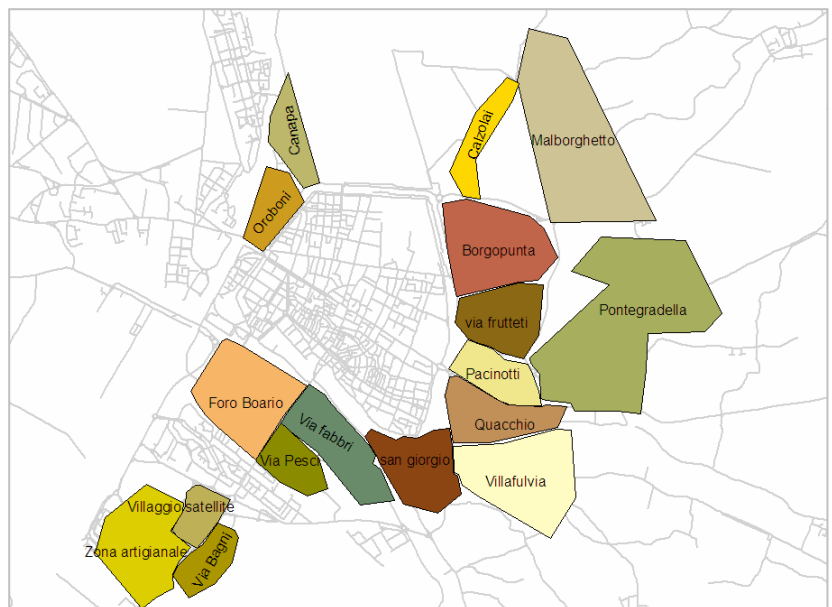 Canapa
Calzolai
Malborghetto
Oroboni
Borgopunta
Pontegradella
via frutteti
Pacinotti
Foro Boario
Via fabbri
Quacchio
Via Pesci
san giorgio
Villafulvia
Villaggio satellite
Zona artigianale
Via Bagni